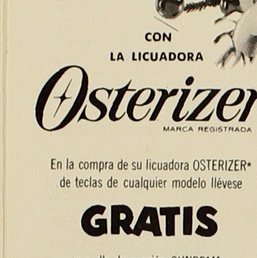 CON
LA LICUADORA
Osterizer
MARCA REGISTRADA
En la compra de su licuadora OSTERIZER*
de teclas de cualquier modelo llévese
GRATIS